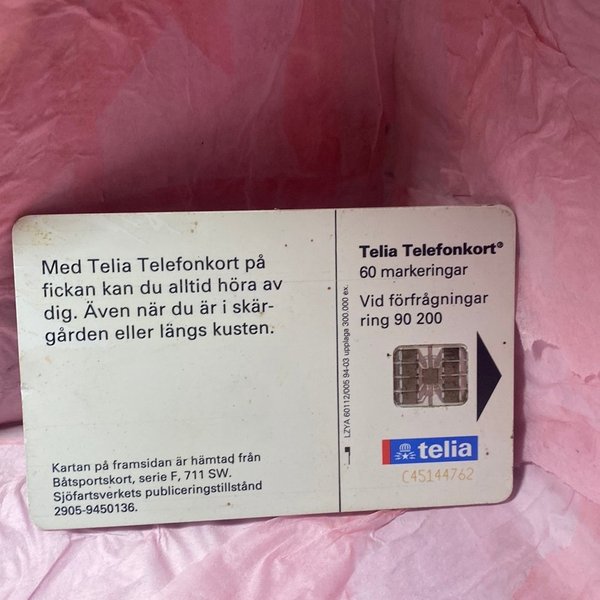 Med Telia Telefonkort på
fickan kan du alltid höra av
dig. Även när du är i skär-
gården eller längs kusten.
Kartan på framsidan är hämtad från
Båtsportskort, serie F, 711 SW.
Sjöfartsverkets publiceringstillstånd
2905-9450136.
LZYA 60112/005 94-03 upplaga 300.000 ex.
Telia Telefonkort®
60 markeringar
Vid förfrågningar
ring 90 200
telia
C45144762